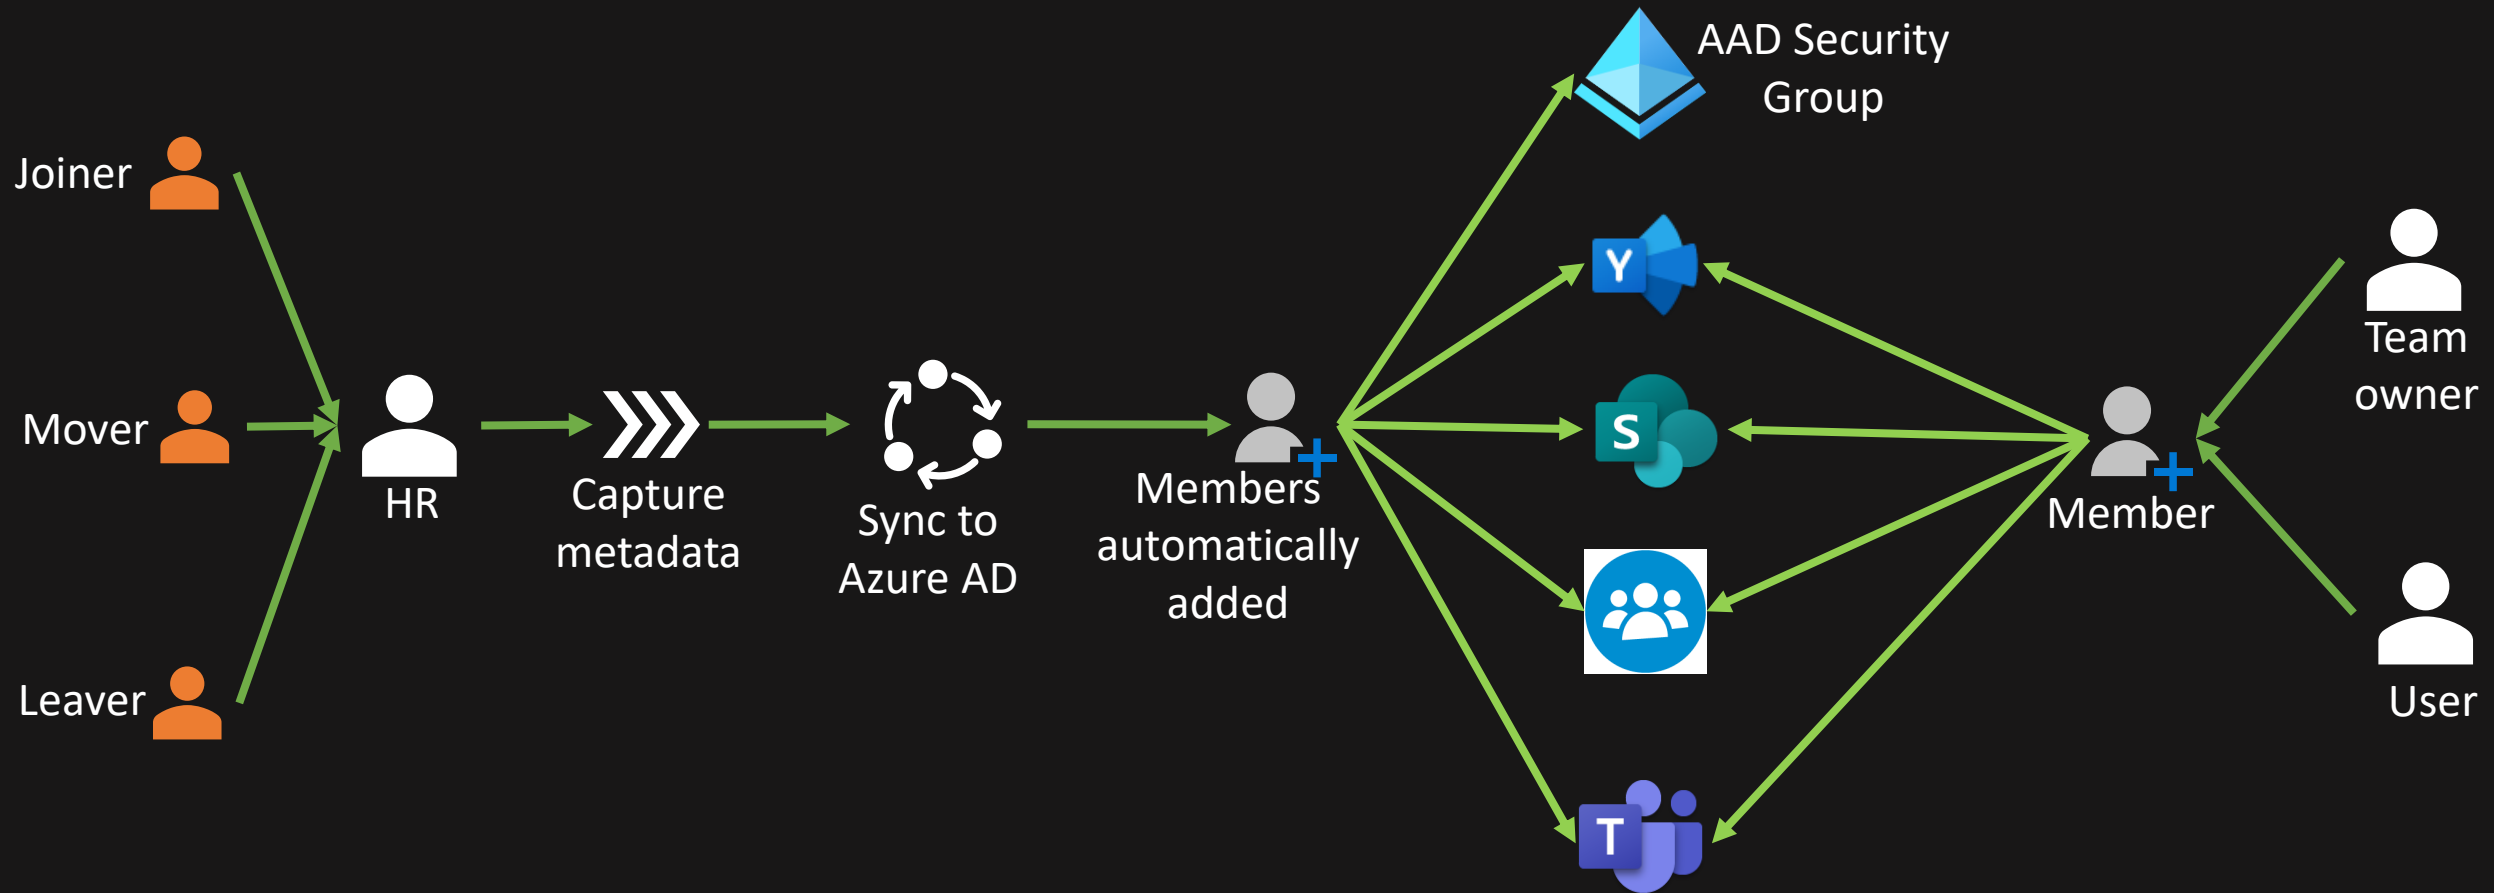 AAD Security
Group
Joiner
Y
Team
owner
Mover
HR
Capture
metadata
Sync to
Azure AD
Members
automatically
added
S
Member
Leaver
User
T